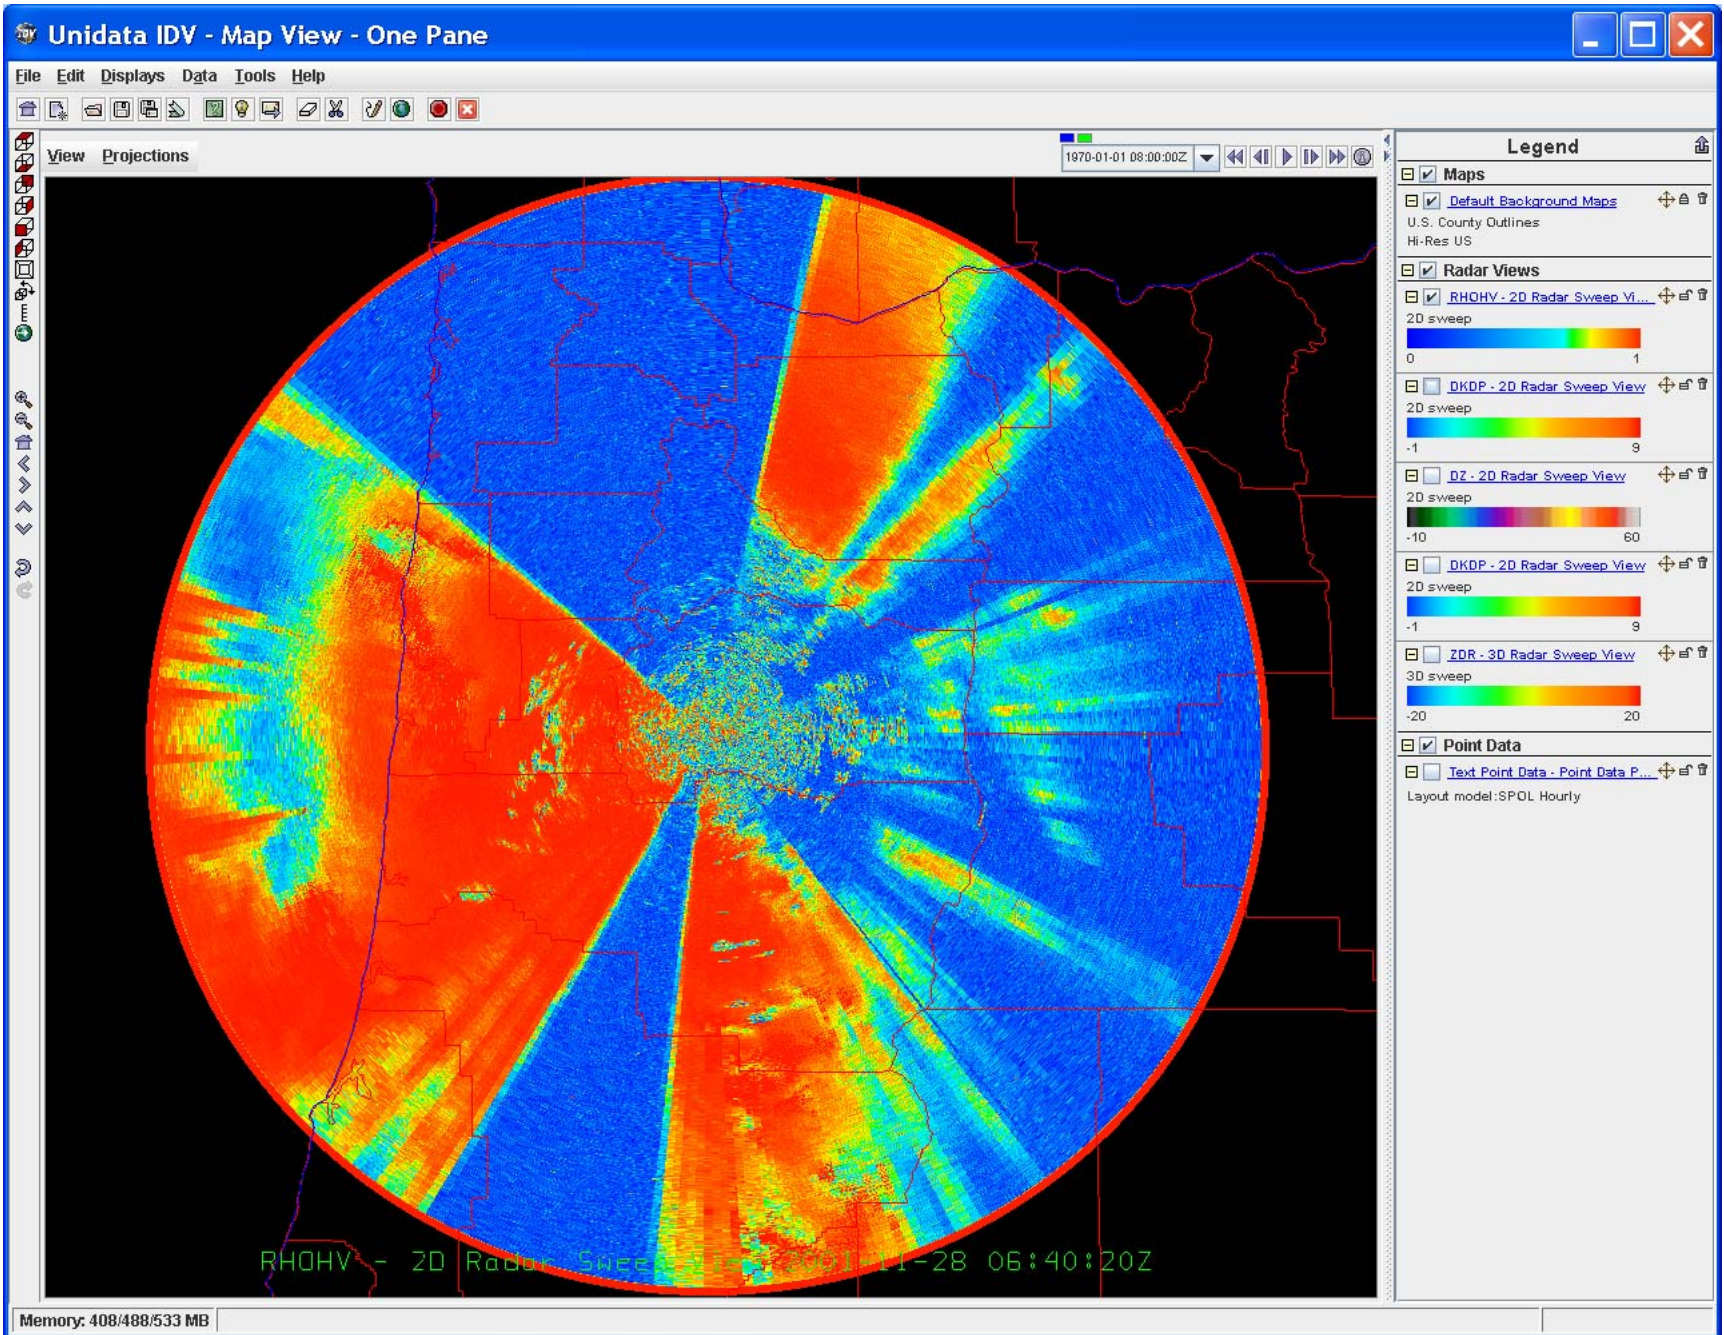 Unidata IDV - Map View - One Pane
File Edit Displays Data Tools Help
View Projections
1970-01-01 08:00:00Z
Legend
Maps
Default Background Maps
U.S. County Outlines
Hi-Res US
Radar Views
RHOHV - 2D Radar Sweep Vi...
2D sweep
0 1
DKDP - 2D Radar Sweep View
2D sweep
-1 9
DZ - 2D Radar Sweep View
2D sweep
-10 60
DKDP - 2D Radar Sweep View
2D sweep
-1 9
ZDR - 3D Radar Sweep View
3D sweep
-20 20
Point Data
Text Point Data - Point Data P...
Layout model:SPOL Hourly
RHOHV - 2D Radar Sweep View 2001-11-28 06:40:20Z
Memory: 408/488/533 MB